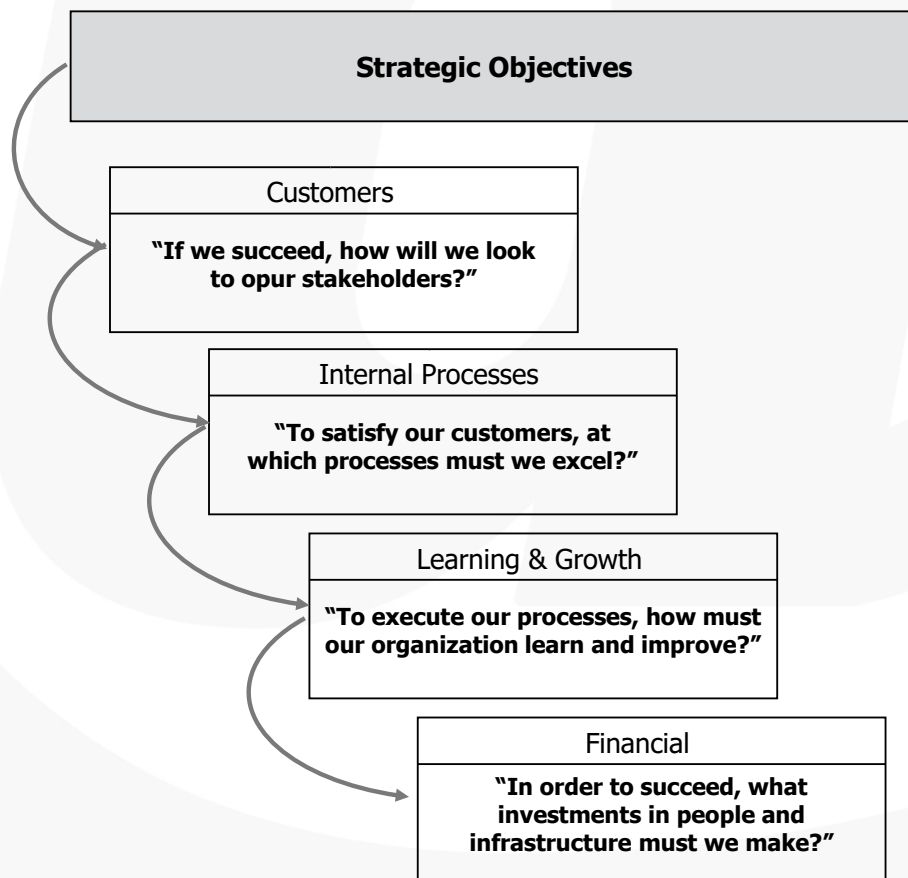 Strategic Objectives
Customers
“If we succeed, how will we look
to opur stakeholders?”
Internal Processes
“To satisfy our customers, at
which processes must we excel?”
Learning & Growth
“To execute our processes, how must
our organization learn and improve?”
Financial
“In order to succeed, what
investments in people and
infrastructure must we make?”